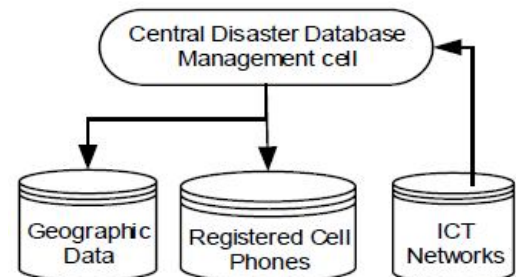 Central Disaster Database
Management cell
Geographic
Data
Registered Cell
Phones
ICT
Networks